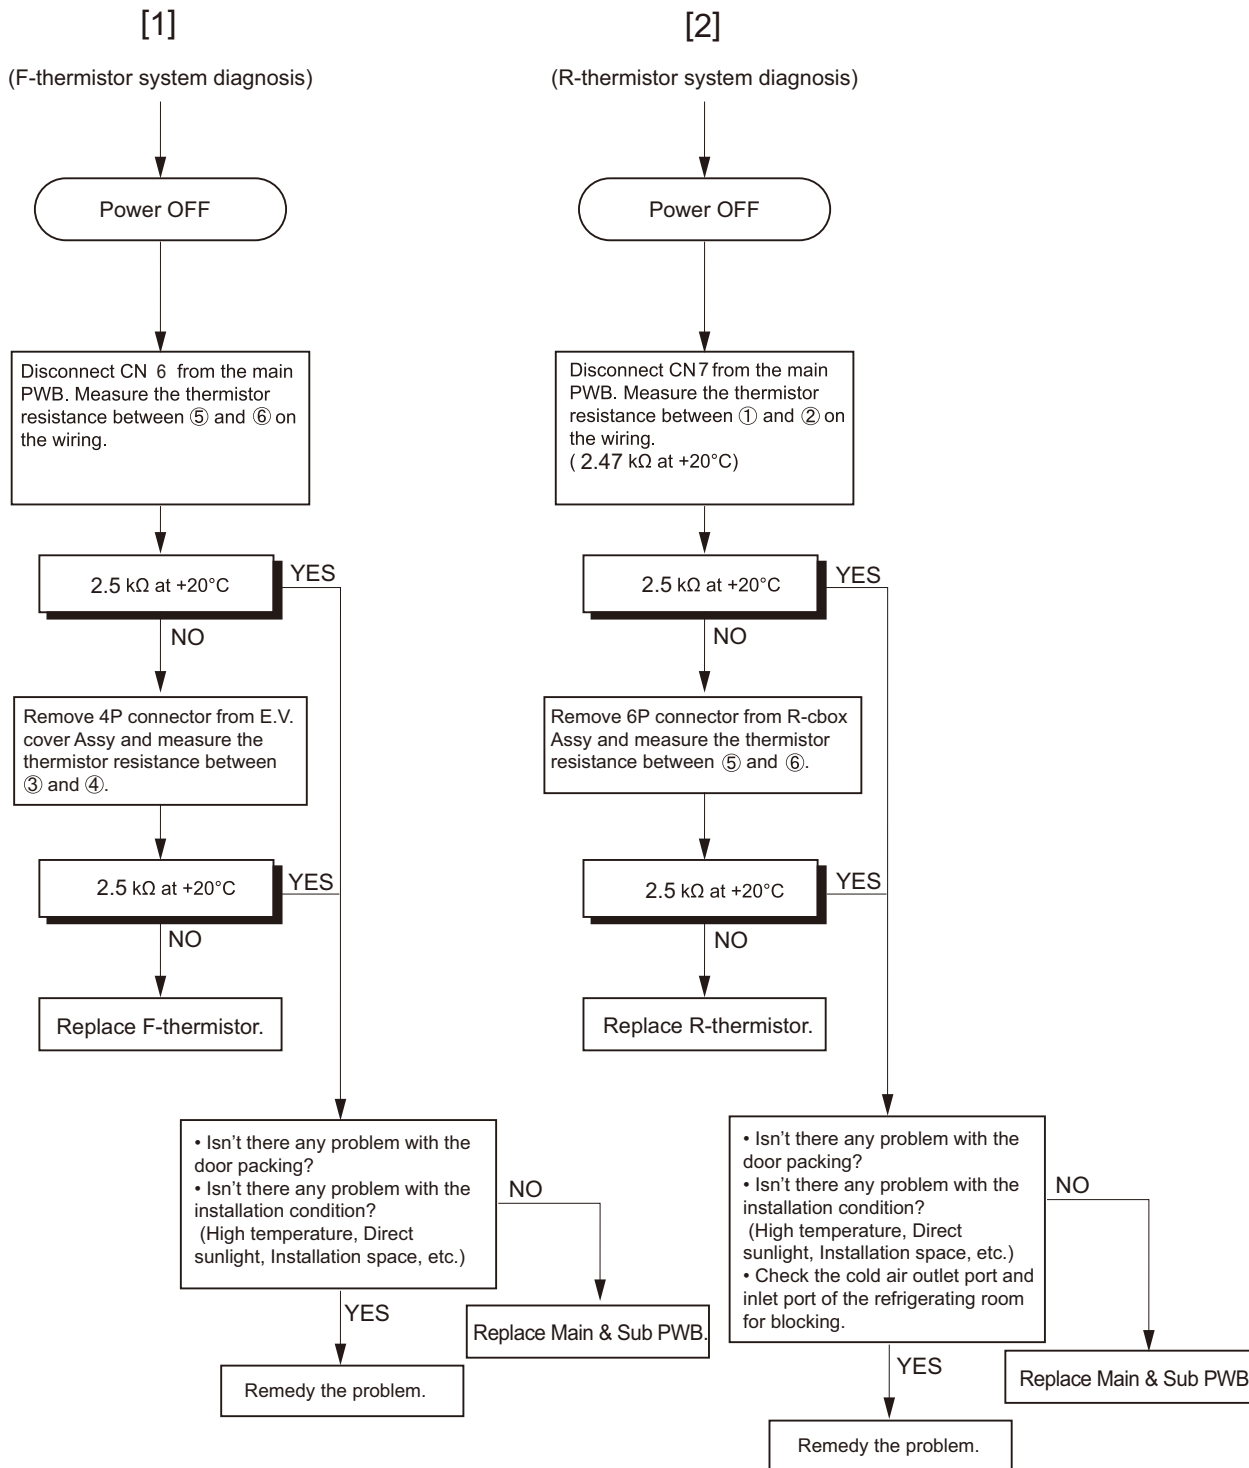 [1]
(F-thermistor system diagnosis)
Power OFF
Disconnect CN 6 from the main
PWB. Measure the thermistor
resistance between ⑤ and ⑥ on
the wiring.
2.5 kΩ at +20°C
YES
NO
Remove 4P connector from E.V.
cover Assy and measure the
thermistor resistance between
③ and ④.
2.5 kΩ at +20°C
YES
NO
Replace F-thermistor.
• Isn’t there any problem with the
door packing?
• Isn’t there any problem with the
installation condition?
(High temperature, Direct
sunlight, Installation space, etc.)
NO
YES
Replace Main & Sub PWB.
Remedy the problem.
[2]
(R-thermistor system diagnosis)
Power OFF
Disconnect CN7 from the main
PWB. Measure the thermistor
resistance between ① and ② on
the wiring.
( 2.47 kΩ at +20°C)
2.5 kΩ at +20°C
YES
NO
Remove 6P connector from R-cbox
Assy and measure the thermistor
resistance between ⑤ and ⑥.
2.5 kΩ at +20°C
YES
NO
Replace R-thermistor.
• Isn’t there any problem with the
door packing?
• Isn’t there any problem with the
installation condition?
(High temperature, Direct
sunlight, Installation space, etc.)
• Check the cold air outlet port and
inlet port of the refrigerating room
for blocking.
NO
YES
Replace Main & Sub PWB
Remedy the problem.